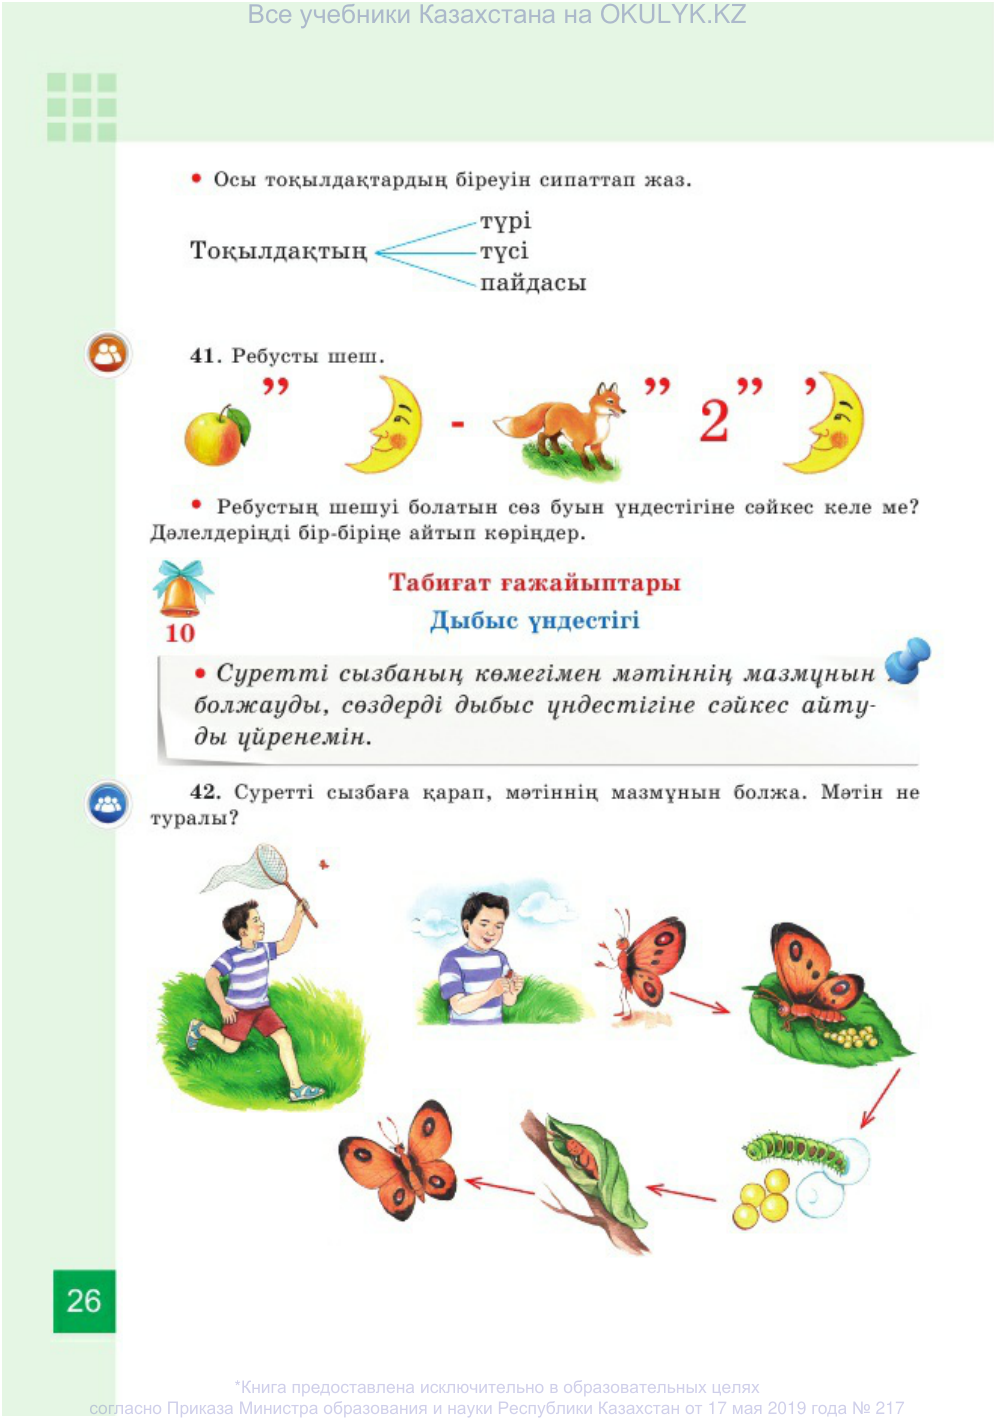 Все учебники Казахстана на OKULYK.KZ
• Осы тоқылдақтардың біреуін сипаттап жаз.
түрі
Тоқылдақтың түсі
пайдасы
41. Ребусты шеш.
” - ” 2 ” ’
• Ребустың шешуі болатын сөз буын үндестігіне сәйкес келе ме?
Дәлелдеріңді бір-біріңе айтып көріңдер.
Табиғат ғажайыптары
10 Дыбыс үндестігі
• Суретті сызбаның көмегімен мәтіннің мазмұнын
болжауды, сөздерді дыбыс үндестігіне сәйкес айту-
ды үйренемін.
42. Суретті сызбаға қарап, мәтіннің мазмұнын болжа. Мәтін не
туралы?
26
*Книга предоставлена исключительно в образовательных целях
согласно Приказа Министра образования и науки Республики Казахстан от 17 мая 2019 года № 217